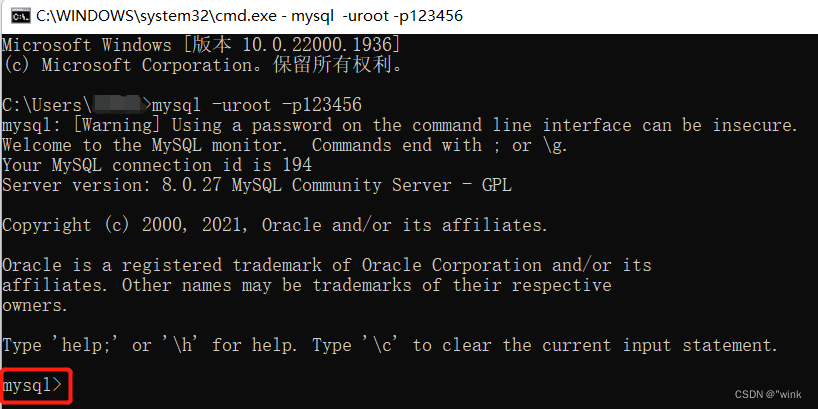 C:\WINDOWS\system32\cmd.exe - mysql  -uroot -p123456
Microsoft Windows [版本 10.0.22000.1936]
(c) Microsoft Corporation。保留所有权利。
C:\Users\>mysql -uroot -p123456
mysql: [Warning] Using a password on the command line interface can be insecure.
Welcome to the MySQL monitor.  Commands end with ; or \g.
Your MySQL connection id is 194
Server version: 8.0.27 MySQL Community Server - GPL
Copyright (c) 2000, 2021, Oracle and/or its affiliates.
Oracle is a registered trademark of Oracle Corporation and/or its
affiliates. Other names may be trademarks of their respective
owners.
Type 'help;' or '\h' for help. Type '\c' to clear the current input statement.
mysql>
CSDN @"wink